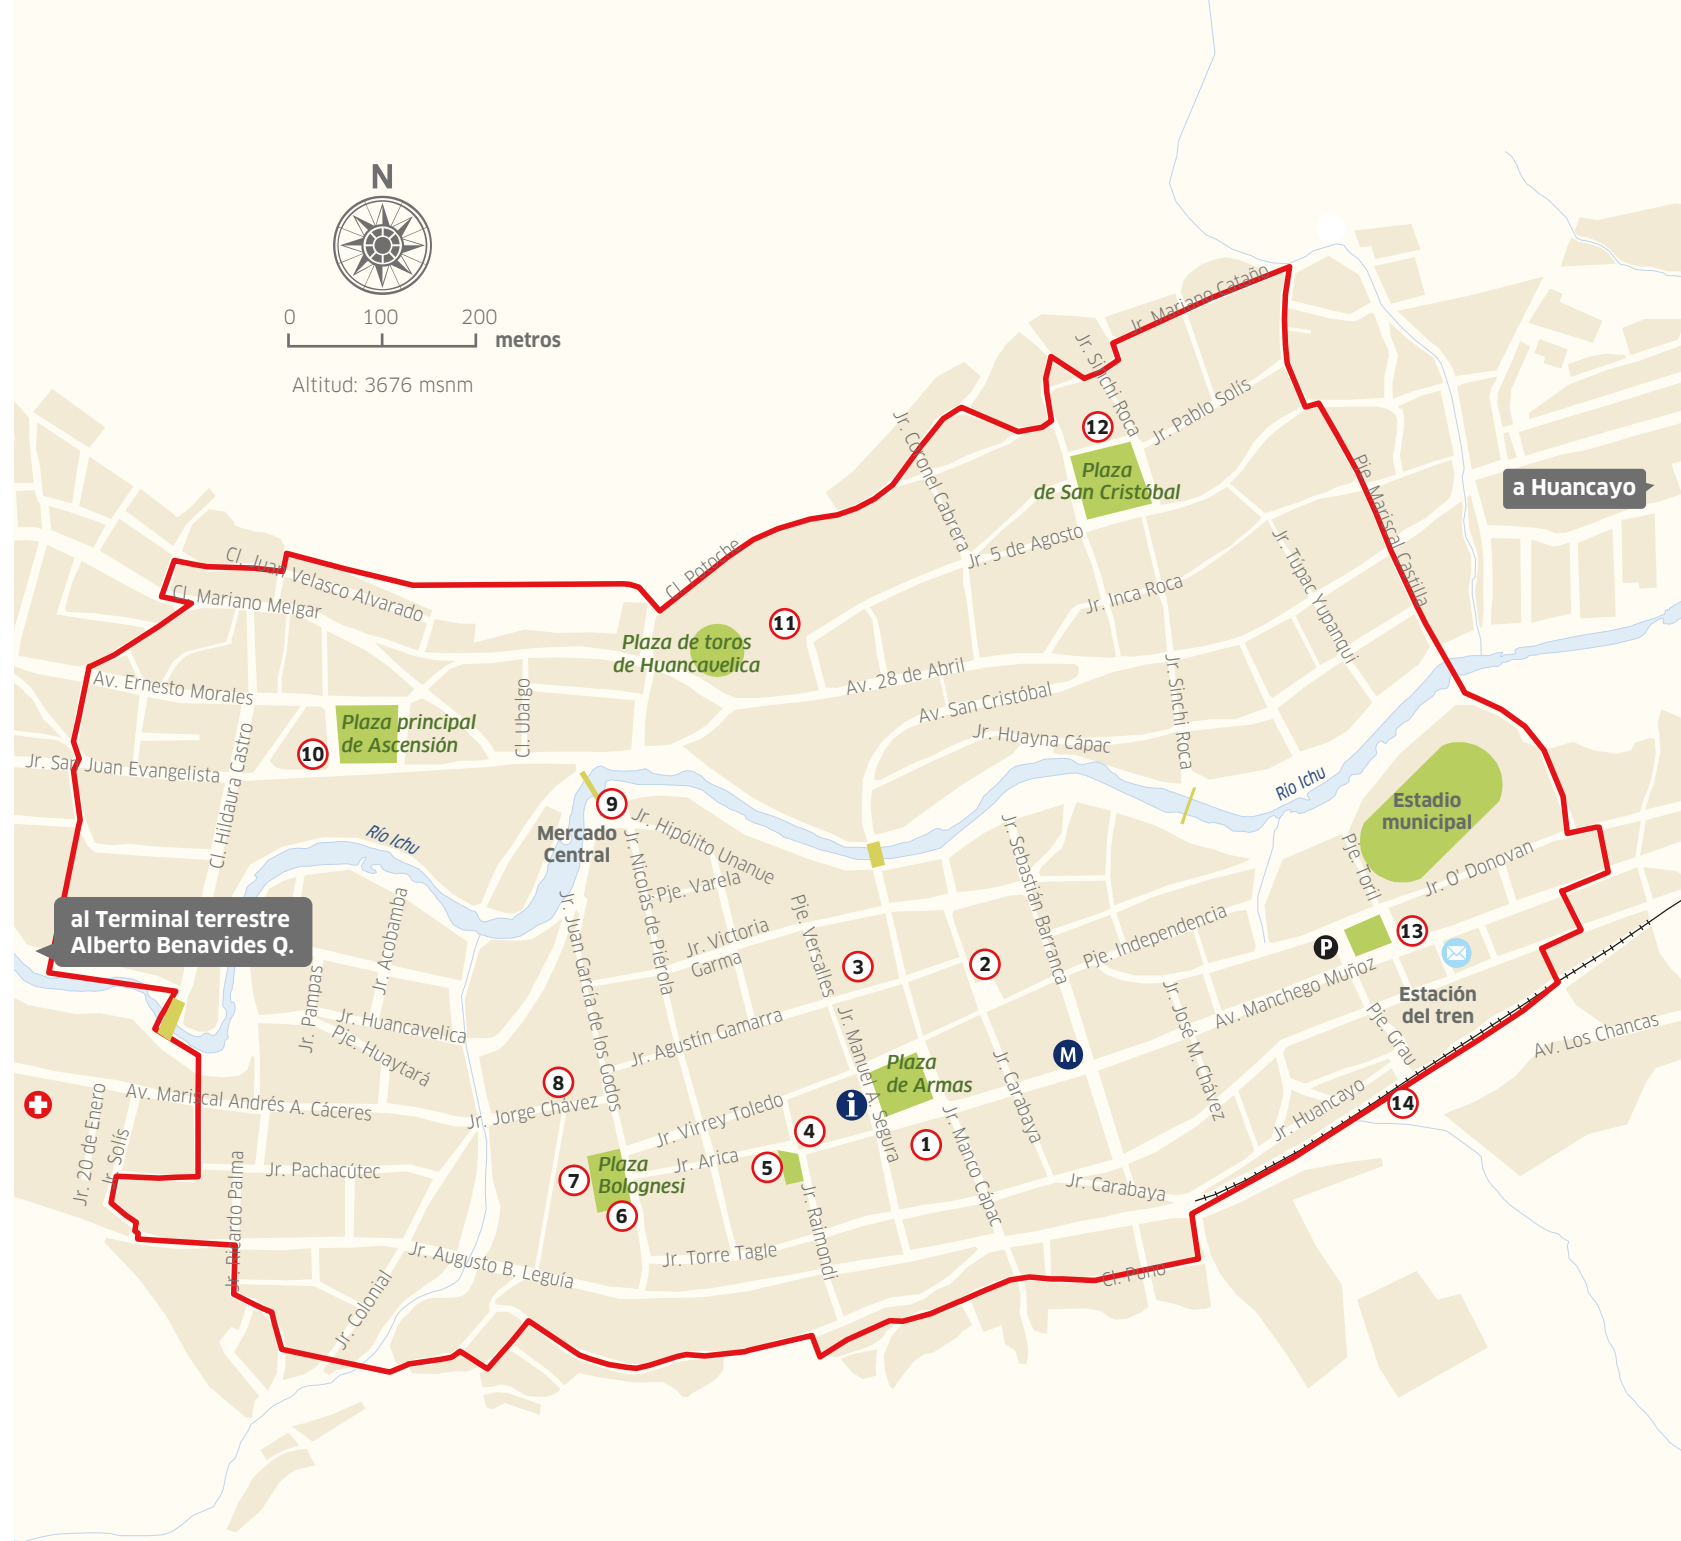 N
0 100 200
metros
Altitud: 3676 msnm
Jr. Mariano Cataño
Jr. Sinchi Roca
Jr. Pablo Solís
Jr. Coronel Cabrera
12
Plaza
de San Cristóbal
Pje. Mariscal Castilla
a Huancayo
Cl. Juan Velasco Alvarado
Cl. Mariano Melgar
Cl. Potoche
Jr. 5 de Agosto
Jr. Túpac Yupanqui
Jr. Inca Roca
11
Plaza de toros
de Huancavelica
Av. Ernesto Morales
Av. 28 de Abril
Av. San Cristóbal
Jr. Sinchi Roca
Cl. Ubalgo
Plaza principal
de Ascensión
10
Jr. San Juan Evangelista
Cl. Hildaura Castro
Jr. Huayna Cápac
Río Ichu
Estadio
municipal
9
Mercado
Central
Jr. Hipólito Unanue
Río Ichu
Jr. Nicolás de Piérola
Pje. Varela
Jr. Sebastián Barranca
Pje. Toril
Jr. O' Donovan
al Terminal terrestre
Alberto Benavides Q.
Jr. Acobamba
Jr. Juan García de los Godos
Jr. Victoria
Garma
Pje. Versalles
3
2
Pje. Independencia
P
13
Jr. Pampas
Jr. Huancavelica
Pje. Huaytará
Jr. Agustín Gamarra
Jr. Manuel A. Segura
Jr. José M. Chávez
Av. Manchego Muñoz
Estación
del tren
Pje. Grau
Av. Los Chancas
8
Plaza
de Armas
Jr. Carabaya
M
Av. Mariscal Andrés A. Cáceres
Jr. Jorge Chávez
Jr. Virrey Toledo
i
4
1
Jr. Manco Cápac
Jr. Huancayo
14
Jr. 20 de Enero
Jr. Solís
Jr. Ricardo Palma
Jr. Pachacútec
7
Plaza
Bolognesi
6
Jr. Arica
5
Jr. Raimondi
Jr. Carabaya
Jr. Augusto B. Leguía
Jr. Torre Tagle
Jr. Colonial
Cl. Puno